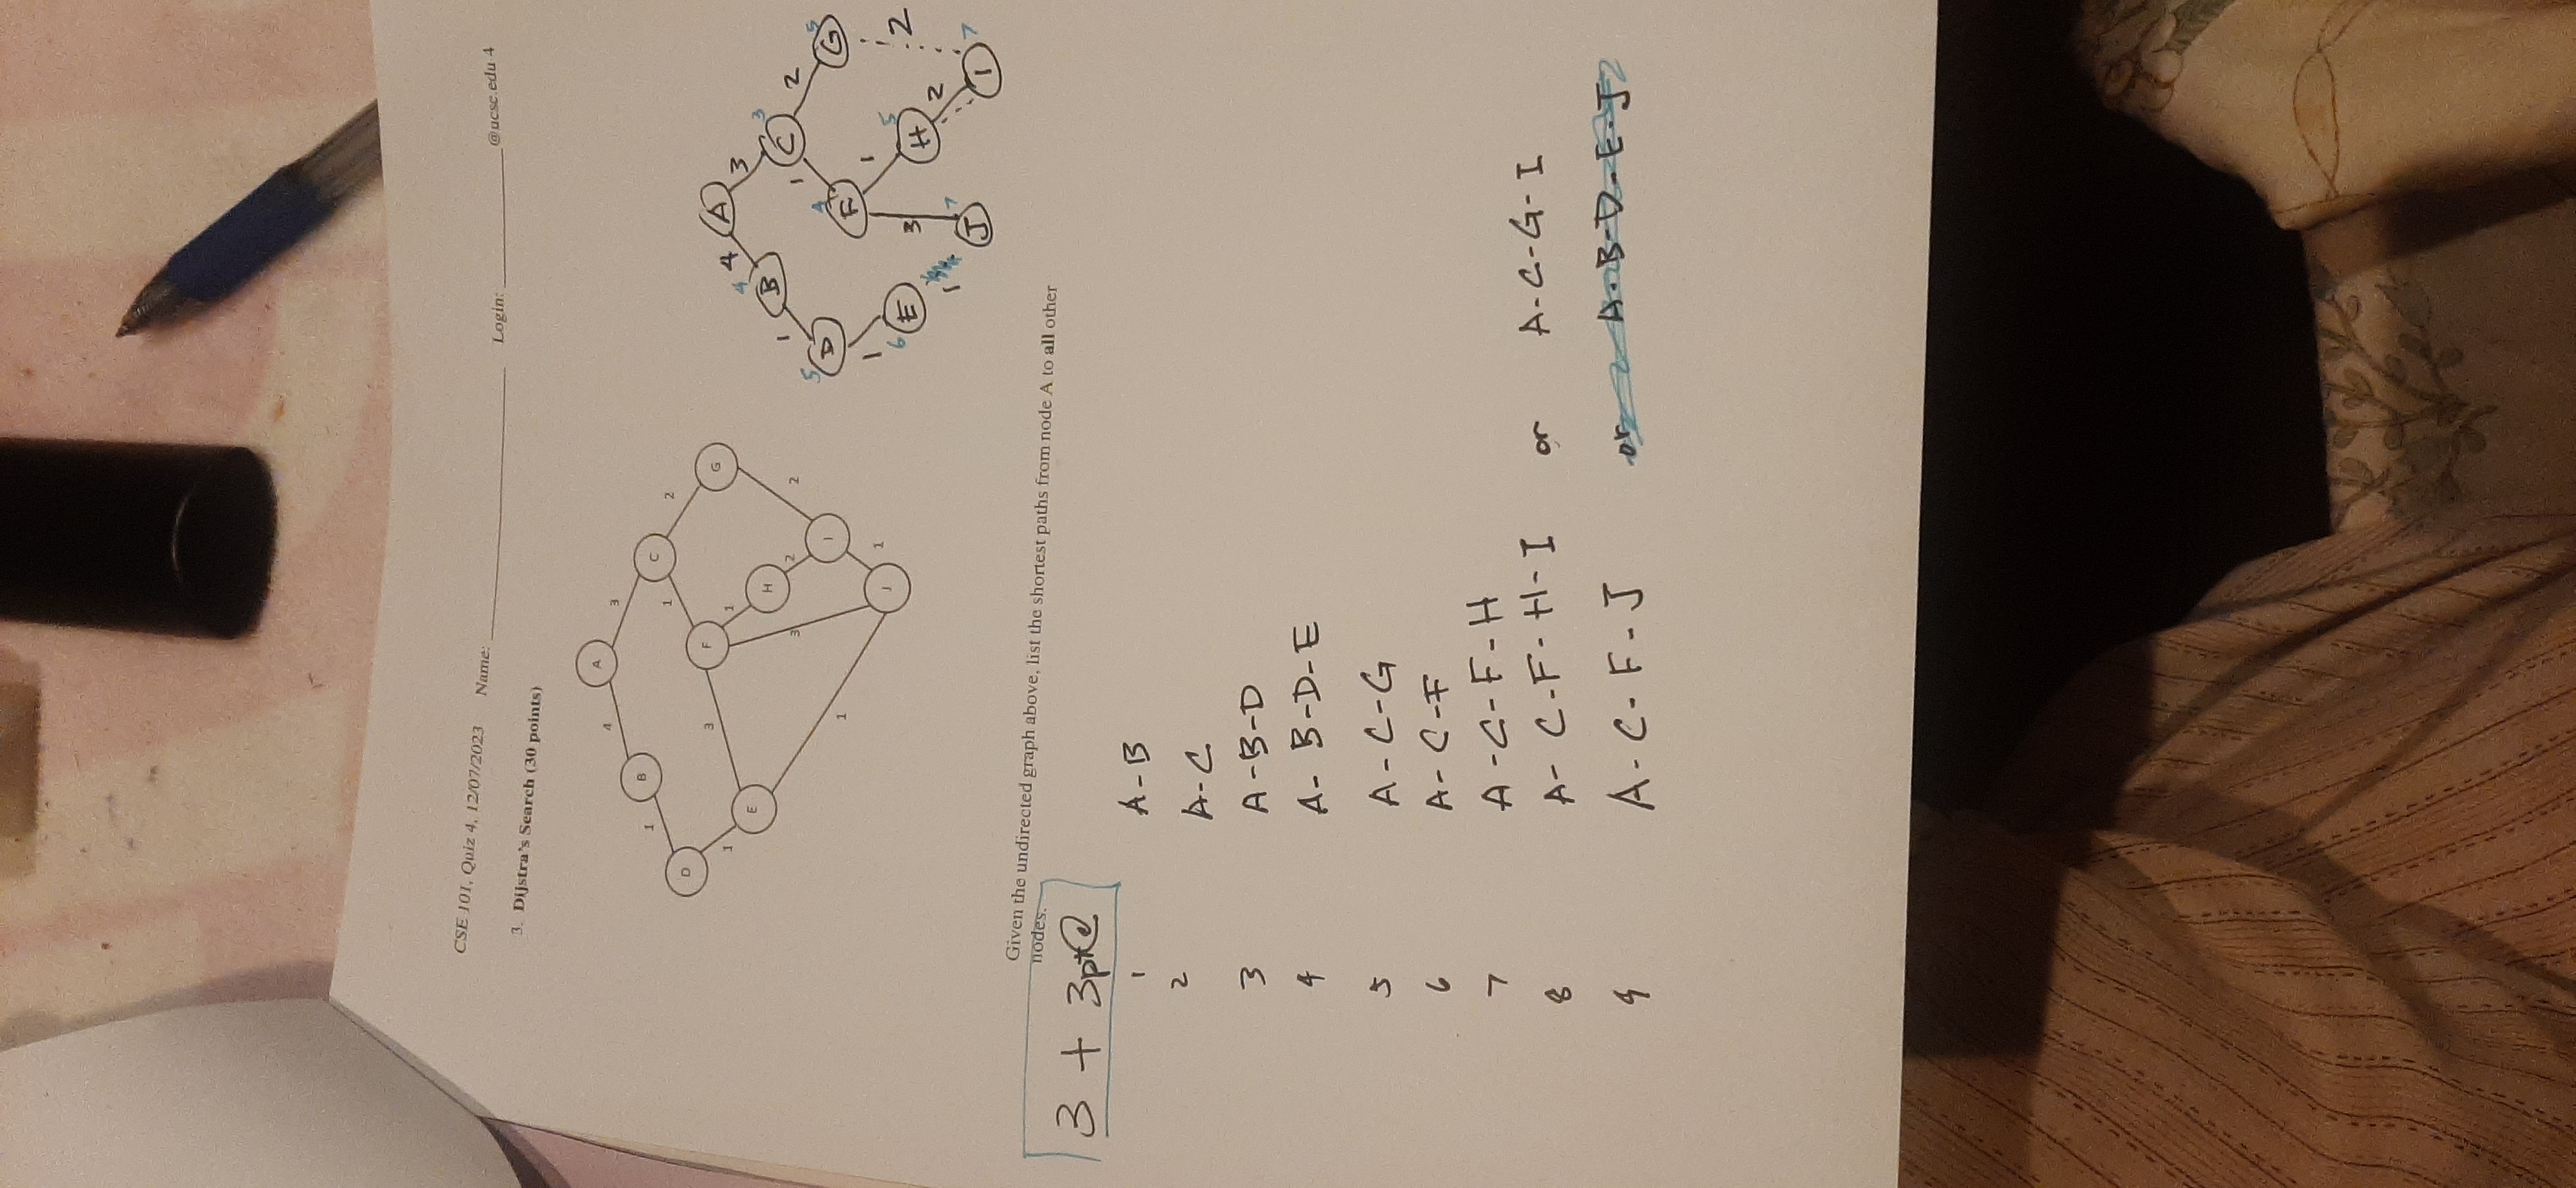 CSE 101, Quiz 4, 12/07/2023 Name: ____________ Login: ____________@ucsc.edu 4
3. Dijstra's Search (30 points)
A
4
3
B
C
1
1
2
D
F
G
3
1
1
E
H
3
2
2
I
1
J
1
A
4
4
3
3
B
C
1
1
2
5
D
4
F
5
G
1
1
5
2
6
E
3
H
2
1
7
J
I
7
Given the undirected graph above, list the shortest paths from node A to all other
nodes.
3 + 3pt@
1 A-B
2 A-C
3 A-B-D
4 A-B-D-E
5 A-C-G
6 A-C-F
7 A-C-F-H
8 A-C-F-H-I or A-C-G-I
9 A-C-F-J or A-B-D-E-J